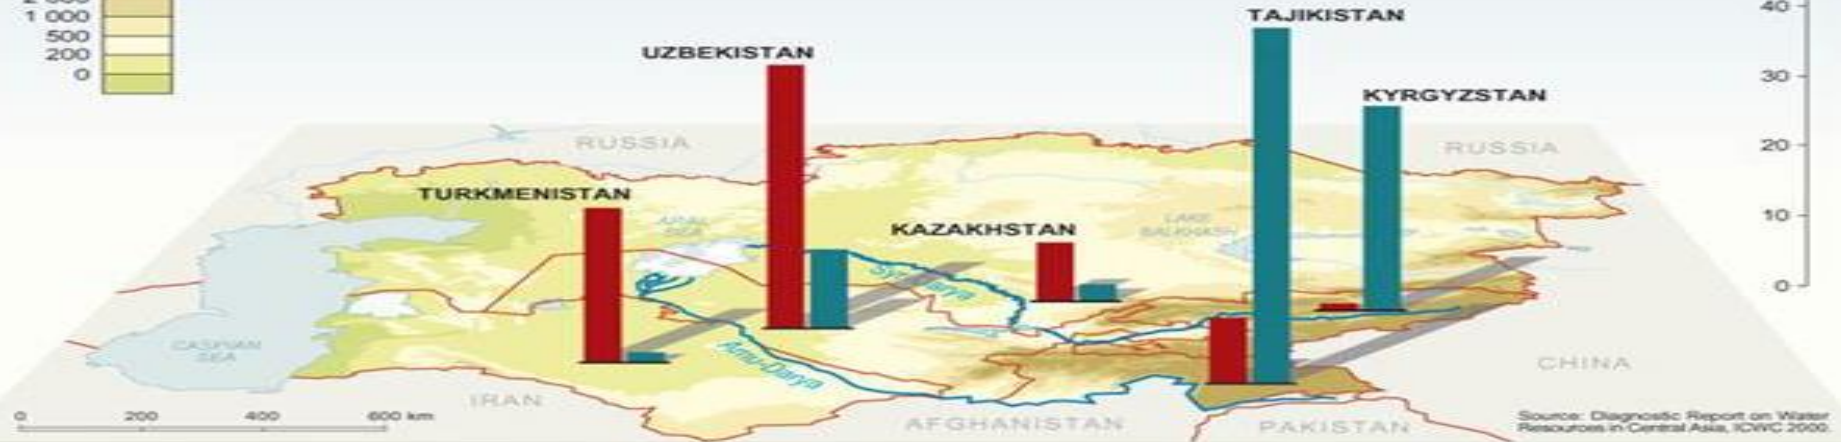 1 000
500
200
0
TAJIKISTAN
40
UZBEKISTAN
30
KYRGYZSTAN
RUSSIA
RUSSIA
20
TURKMENISTAN
ARAL
SEA
KAZAKHSTAN
LAKE
BALKHASH
10
Syr-Darya
0
CASPIAN
SEA
Amu-Darya
CHINA
IRAN
AFGHANISTAN
PAKISTAN
0 200 400 600 km
Source: Diagnostic Report on Water
Resources in Central Asia, ICWC 2000.